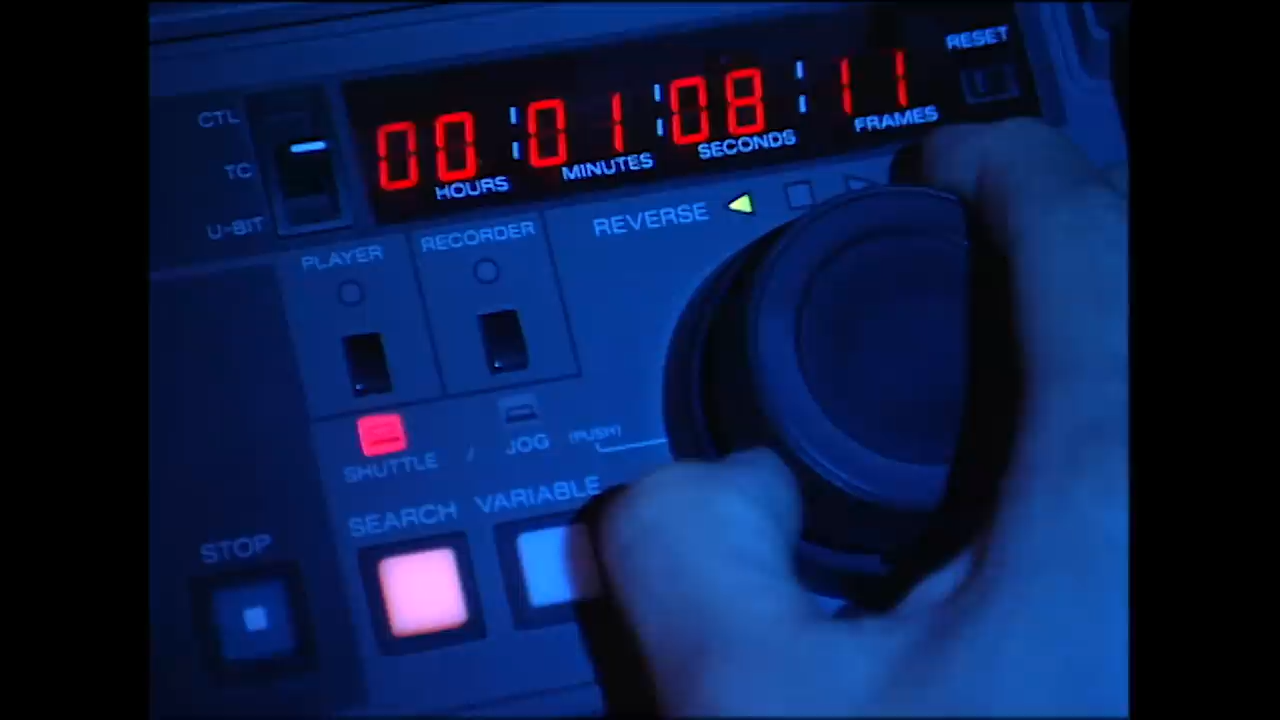 RESET
CTL
00:01:08:11
HOURS MINUTES SECONDS FRAMES
TC
U-BIT
REVERSE
PLAYER RECORDER
SHUTTLE / JOG (PUSH)
SEARCH VARIABLE
STOP